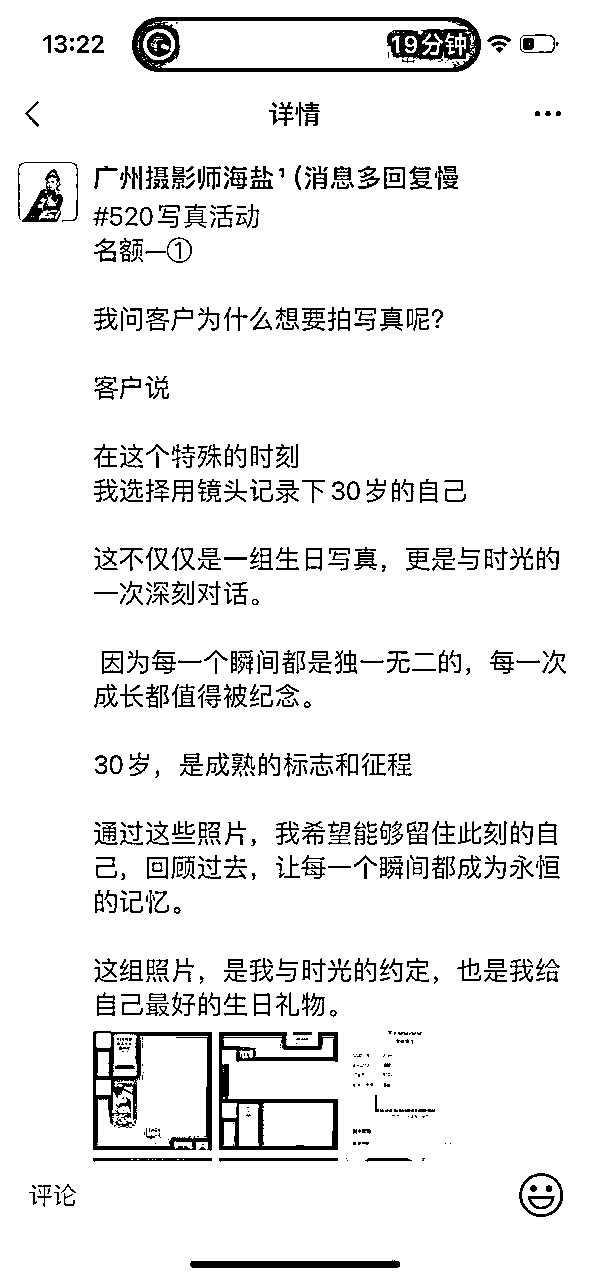 13:22
19分钟
详情
广州摄影师海盐¹ (消息多回复慢
#520写真活动
名额—①
我问客户为什么想要拍写真呢？
客户说
在这个特殊的时刻
我选择用镜头记录下30岁的自己
这不仅仅是一组生日写真，更是与时光的
一次深刻对话。
因为每一个瞬间都是独一无二的，每一次
成长都值得被纪念。
30岁，是成熟的标志和征程
通过这些照片，我希望能够留住此刻的自
己，回顾过去，让每一个瞬间都成为永恒
的记忆。
这组照片，是我与时光的约定，也是我给
自己最好的生日礼物。
评论